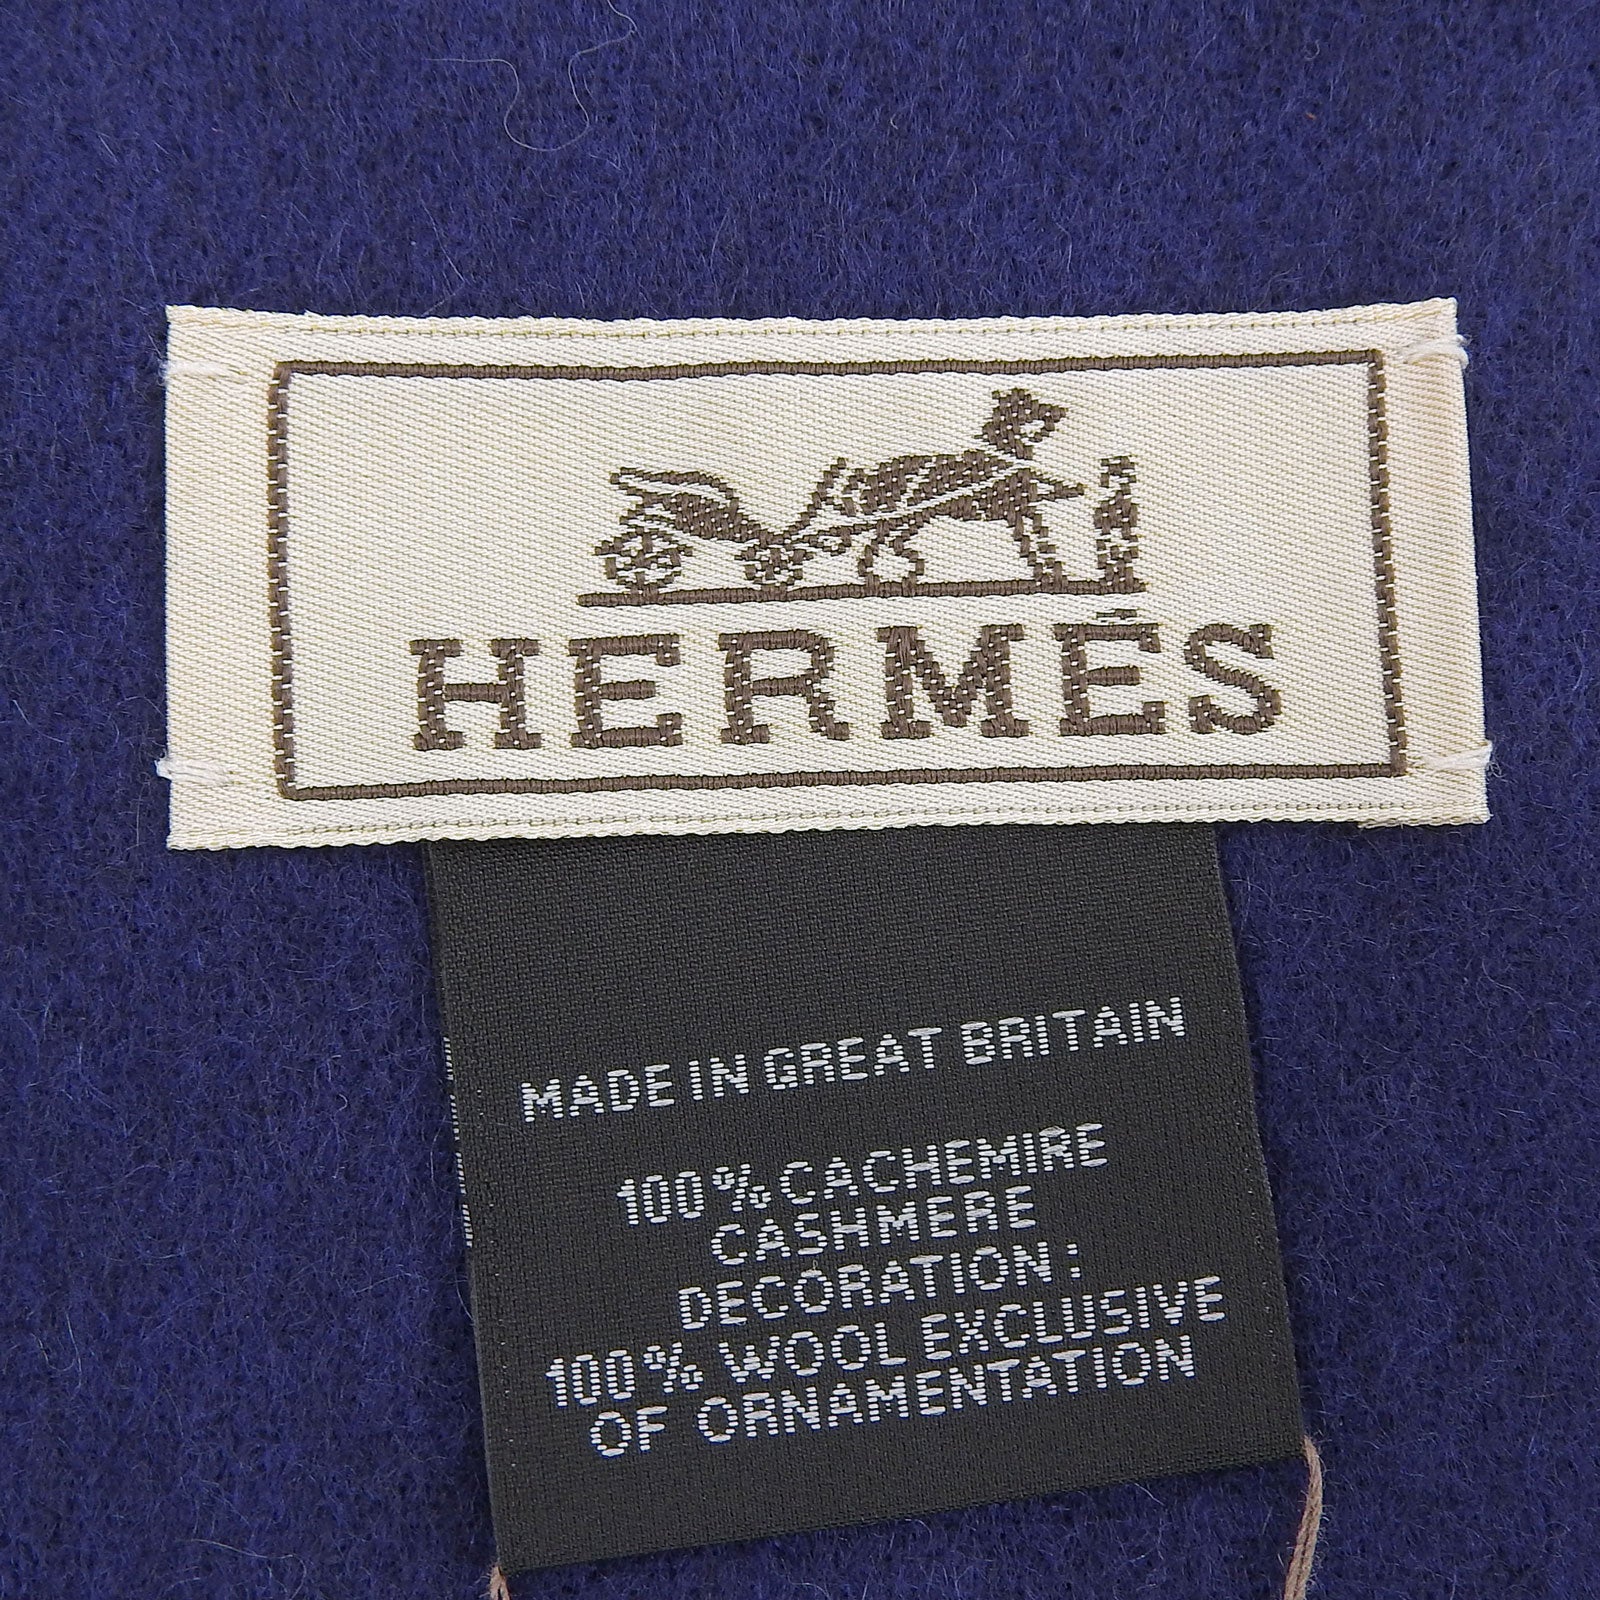 HERMÈS
MADE IN GREAT BRITAIN
100% CACHEMIRE
CASHMERE
DECORATION:
100% WOOL EXCLUSIVE
OF ORNAMENTATION